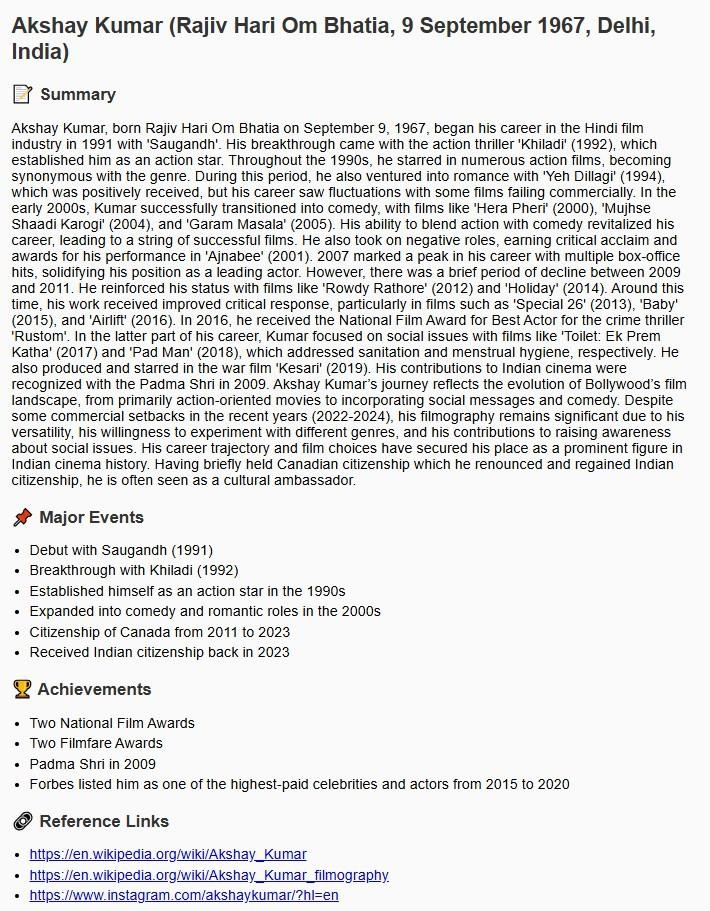 Akshay Kumar (Rajiv Hari Om Bhatia, 9 September 1967, Delhi,
India)
📝 Summary
Akshay Kumar, born Rajiv Hari Om Bhatia on September 9, 1967, began his career in the Hindi film
industry in 1991 with 'Saugandh'. His breakthrough came with the action thriller 'Khiladi' (1992), which
established him as an action star. Throughout the 1990s, he starred in numerous action films, becoming
synonymous with the genre. During this period, he also ventured into romance with 'Yeh Dillagi' (1994),
which was positively received, but his career saw fluctuations with some films failing commercially. In the
early 2000s, Kumar successfully transitioned into comedy, with films like 'Hera Pheri' (2000), 'Mujhse
Shaadi Karogi' (2004), and 'Garam Masala' (2005). His ability to blend action with comedy revitalized his
career, leading to a string of successful films. He also took on negative roles, earning critical acclaim and
awards for his performance in 'Ajnabee' (2001). 2007 marked a peak in his career with multiple box-office
hits, solidifying his position as a leading actor. However, there was a brief period of decline between 2009
and 2011. He reinforced his status with films like 'Rowdy Rathore' (2012) and 'Holiday' (2014). Around this
time, his work received improved critical response, particularly in films such as 'Special 26' (2013), 'Baby'
(2015), and 'Airlift' (2016). In 2016, he received the National Film Award for Best Actor for the crime thriller
'Rustom'. In the latter part of his career, Kumar focused on social issues with films like 'Toilet: Ek Prem
Katha' (2017) and 'Pad Man' (2018), which addressed sanitation and menstrual hygiene, respectively. He
also produced and starred in the war film 'Kesari' (2019). His contributions to Indian cinema were
recognized with the Padma Shri in 2009. Akshay Kumar’s journey reflects the evolution of Bollywood’s film
landscape, from primarily action-oriented movies to incorporating social messages and comedy. Despite
some commercial setbacks in the recent years (2022-2024), his filmography remains significant due to his
versatility, his willingness to experiment with different genres, and his contributions to raising awareness
about social issues. His career trajectory and film choices have secured his place as a prominent figure in
Indian cinema history. Having briefly held Canadian citizenship which he renounced and regained Indian
citizenship, he is often seen as a cultural ambassador.
📌 Major Events
• Debut with Saugandh (1991)
• Breakthrough with Khiladi (1992)
• Established himself as an action star in the 1990s
• Expanded into comedy and romantic roles in the 2000s
• Citizenship of Canada from 2011 to 2023
• Received Indian citizenship back in 2023
🏆 Achievements
• Two National Film Awards
• Two Filmfare Awards
• Padma Shri in 2009
• Forbes listed him as one of the highest-paid celebrities and actors from 2015 to 2020
🔗 Reference Links
• https://en.wikipedia.org/wiki/Akshay_Kumar
• https://en.wikipedia.org/wiki/Akshay_Kumar_filmography
• https://www.instagram.com/akshaykumar/?hl=en